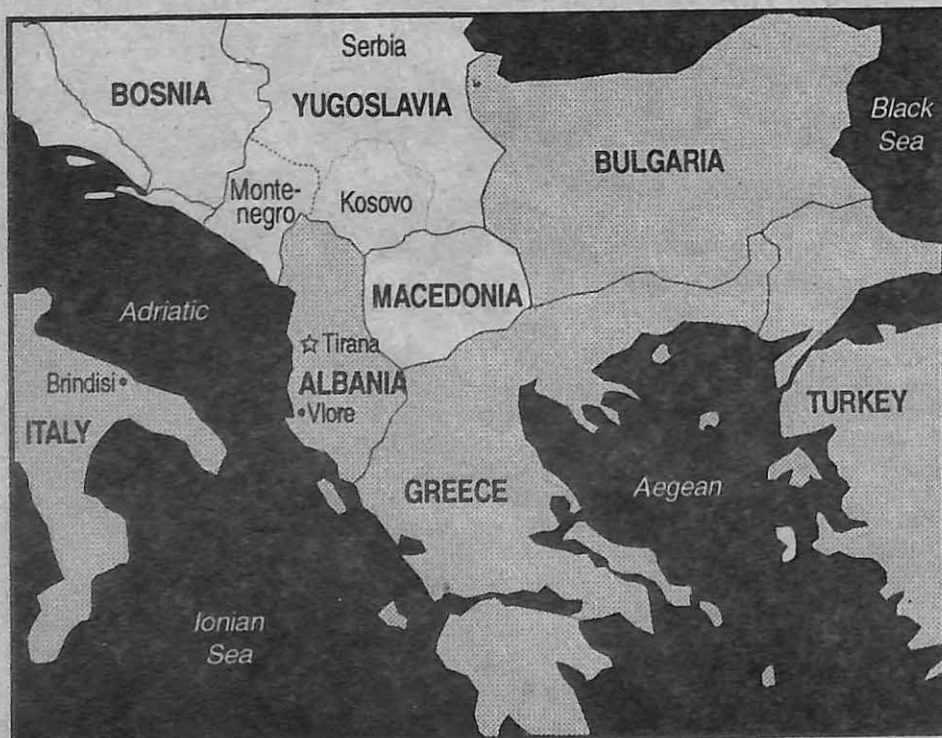 Serbia
BOSNIA
YUGOSLAVIA
Black
Sea
BULGARIA
Monte-
negro
Kosovo
MACEDONIA
Adriatic
Tirana
Brindisi
ALBANIA
Vlore
ITALY
TURKEY
GREECE
Aegean
Ionian
Sea